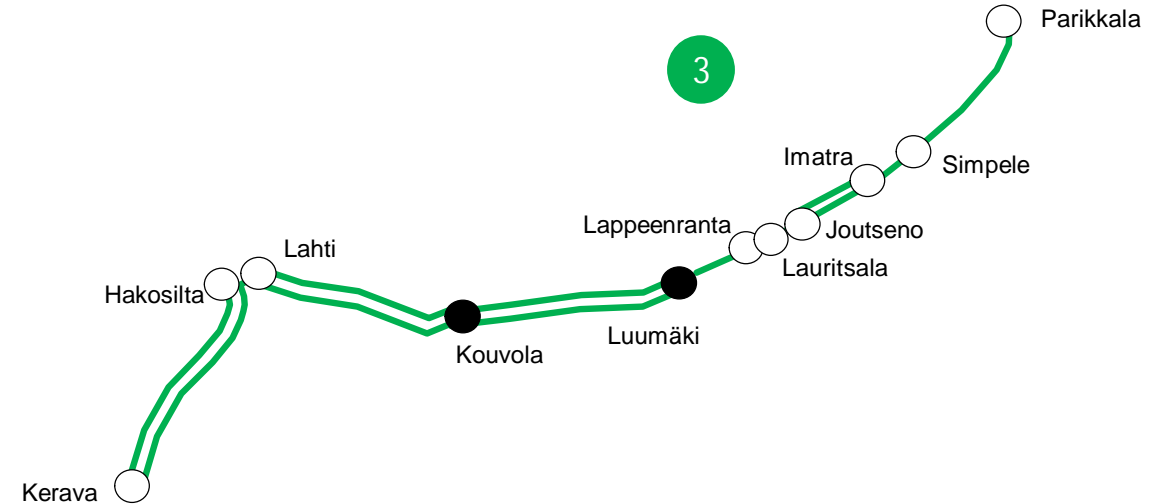 Parikkala
3
Imatra
Simpele
Lappeenranta
Joutseno
Lauritsala
Lahti
Hakosilta
Luumäki
Kouvola
Kerava